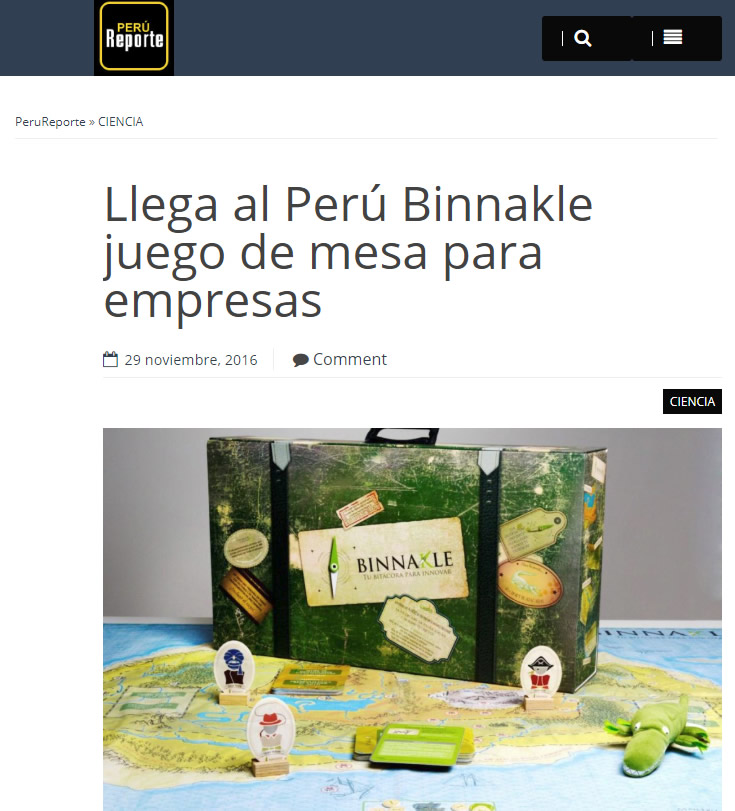 PERÚ
Reporte
PeruReporte » CIENCIA
Llega al Perú Binnakle
juego de mesa para
empresas
29 noviembre, 2016
Comment
CIENCIA
BINNAKLE
TU BITÁCORA PARA INNOVAR
BINNAKLE